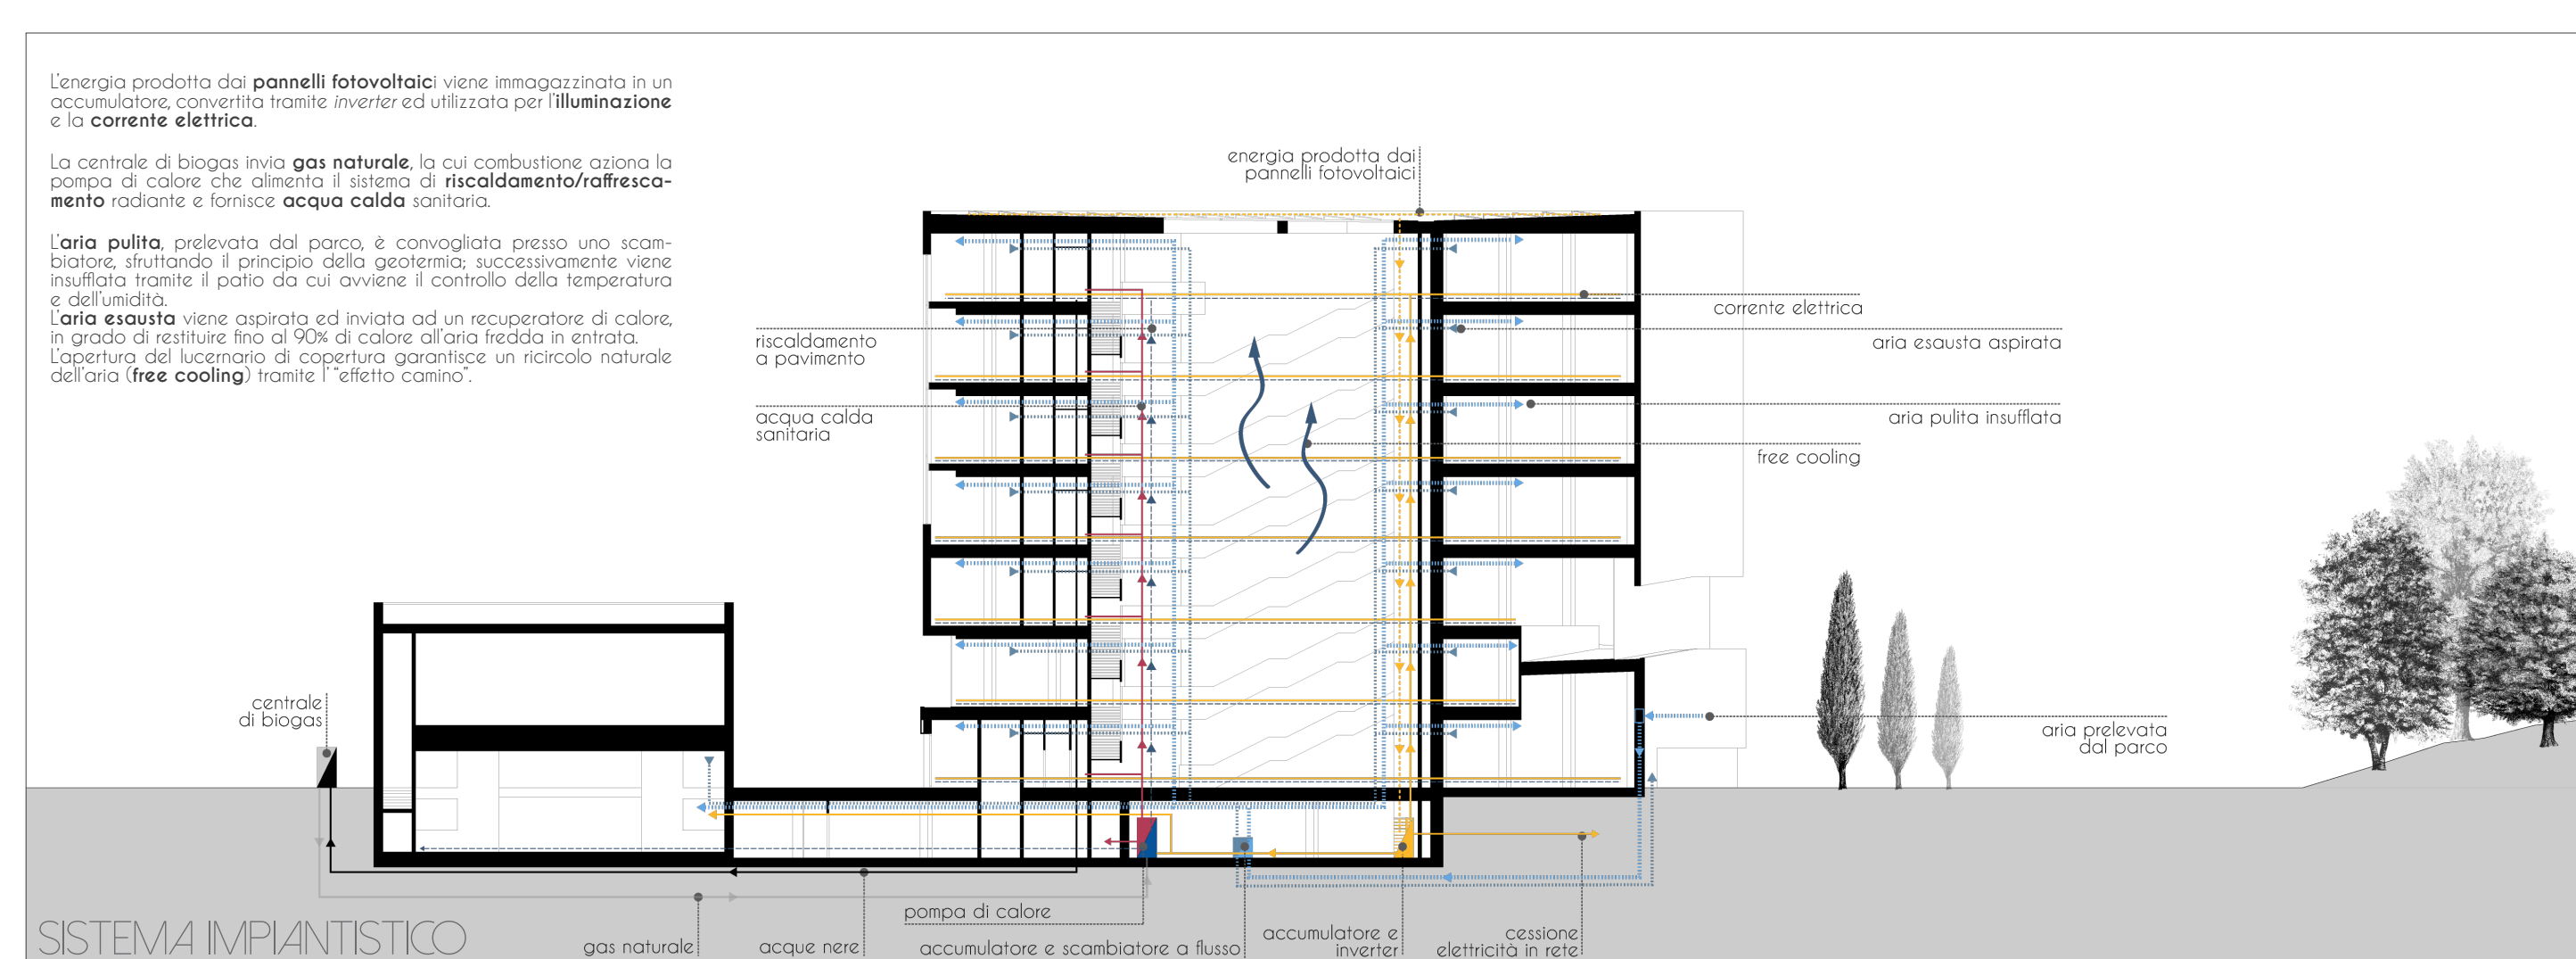 L'energia prodotta dai pannelli fotovoltaici viene immagazzinata in un
accumulatore, convertita tramite inverter ed utilizzata per l'illuminazione
e la corrente elettrica.
La centrale di biogas invia gas naturale, la cui combustione aziona la
pompa di calore che alimenta il sistema di riscaldamento/raffresca-
mento radiante e fornisce acqua calda sanitaria.
L'aria pulita, prelevata dal parco, è convogliata presso uno scam-
biatore, sfruttando il principio della geotermia; successivamente viene
insufflata tramite il patio da cui avviene il controllo della temperatura
e dell'umidità.
L'aria esausta viene aspirata ed inviata ad un recuperatore di calore,
in grado di restituire fino al 90% di calore all'aria fredda in entrata.
L'apertura del lucernario di copertura garantisce un ricircolo naturale
dell'aria (free cooling) tramite l' "effetto camino".
energia prodotta dai
pannelli fotovoltaici
corrente elettrica
riscaldamento
a pavimento
aria esausta aspirata
acqua calda
sanitaria
aria pulita insufflata
free cooling
centrale
di biogas
aria prelevata
dal parco
SISTEMA IMPIANTISTICO
gas naturale
acque nere
pompa di calore
accumulatore e scambiatore a flusso
accumulatore e
inverter
cessione
elettricità in rete